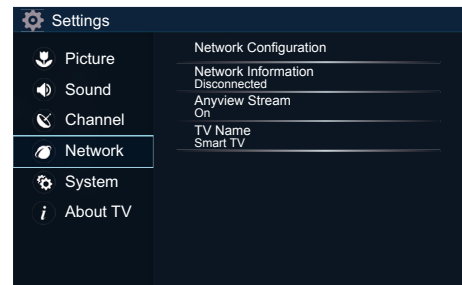 Settings
Picture
Sound
Channel
Network
System
About TV
Network Configuration
Network Information
Disconnected
Anyview Stream
On
TV Name
Smart TV